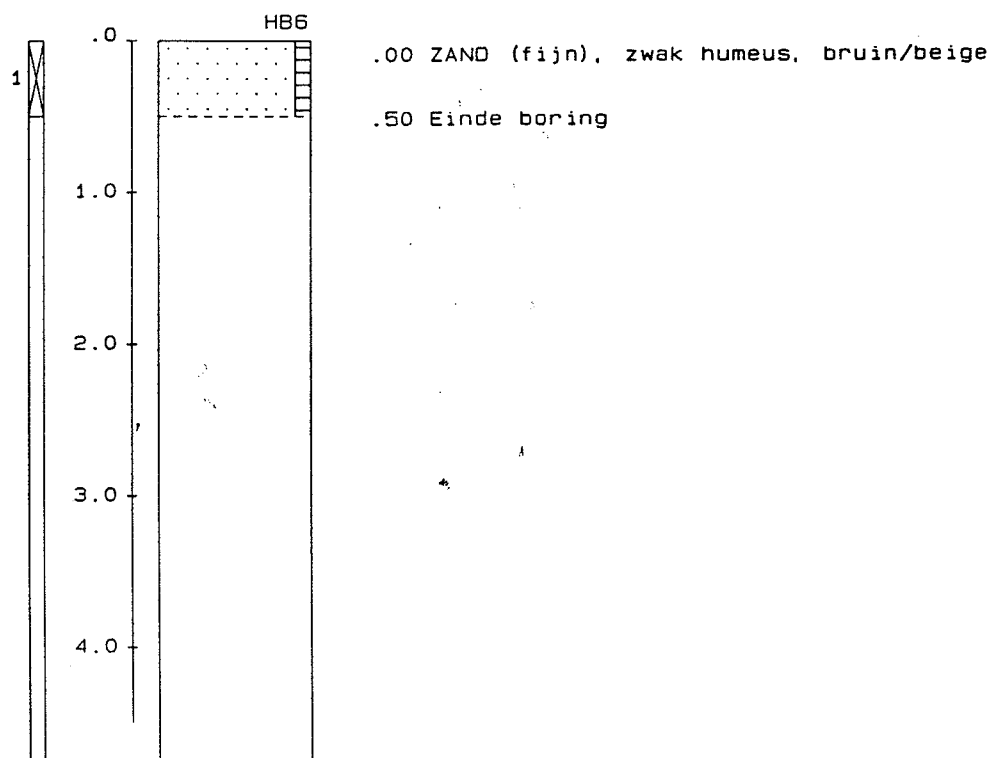 HB6
.0
.00 ZAND (fijn), zwak humeus, bruin/beige
1
.50 Einde boring
1.0
2.0
3.0
4.0